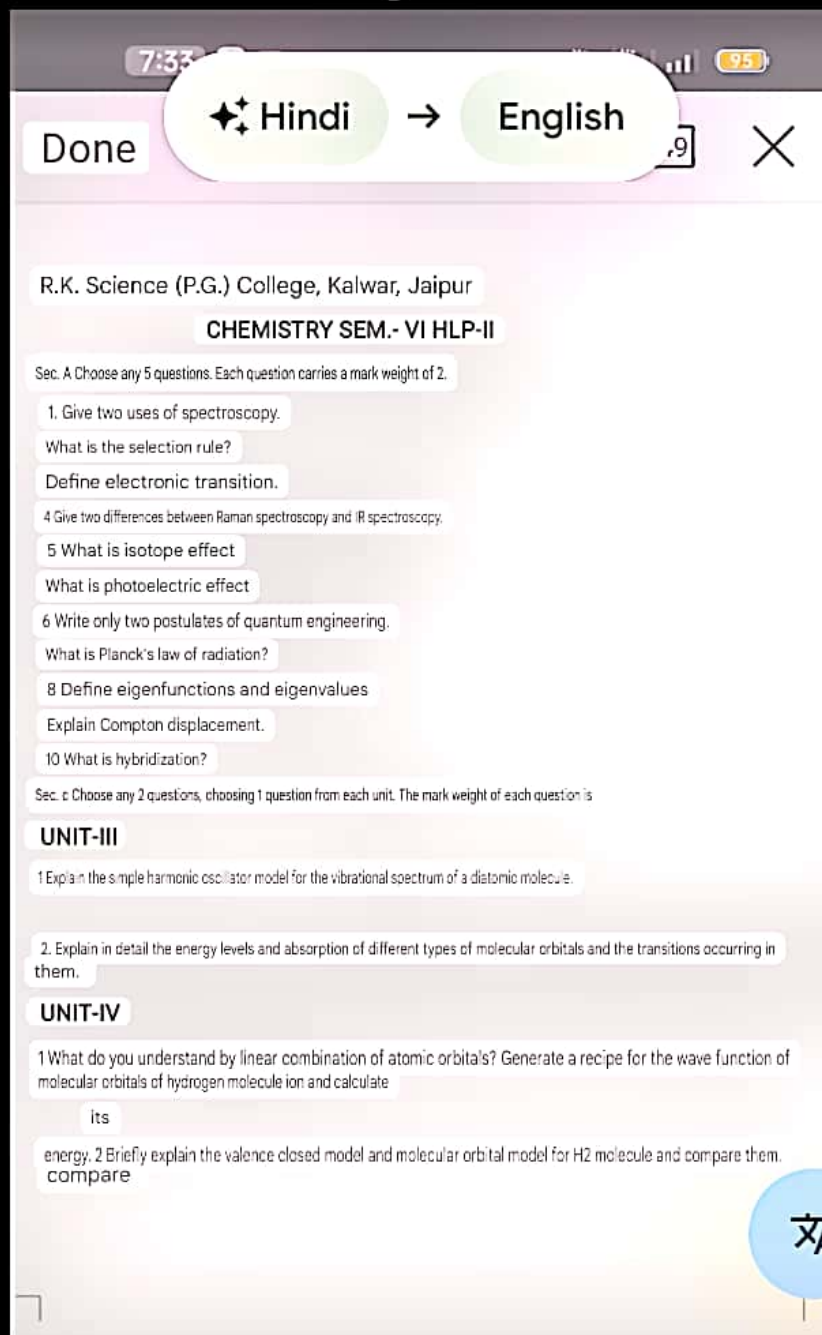 7:33
95
Hindi → English
Done
.9
R.K. Science (P.G.) College, Kalwar, Jaipur
CHEMISTRY SEM.- VI HLP-II
Sec. A Choose any 5 questions. Each question carries a mark weight of 2.
1. Give two uses of spectroscopy.
What is the selection rule?
Define electronic transition.
4 Give two differences between Raman spectroscopy and IR spectroscopy.
5 What is isotope effect
What is photoelectric effect
6 Write only two postulates of quantum engineering.
What is Planck's law of radiation?
8 Define eigenfunctions and eigenvalues
Explain Compton displacement.
10 What is hybridization?
Sec. c Choose any 2 questions, choosing 1 question from each unit. The mark weight of each question is
UNIT-III
1 Explain the simple harmonic oscillator model for the vibrational spectrum of a diatomic molecule.
2. Explain in detail the energy levels and absorption of different types of molecular orbitals and the transitions occurring in
them.
UNIT-IV
1 What do you understand by linear combination of atomic orbitals? Generate a recipe for the wave function of
molecular orbitals of hydrogen molecule ion and calculate
its
energy. 2 Briefly explain the valence closed model and molecular orbital model for H2 molecule and compare them.
compare